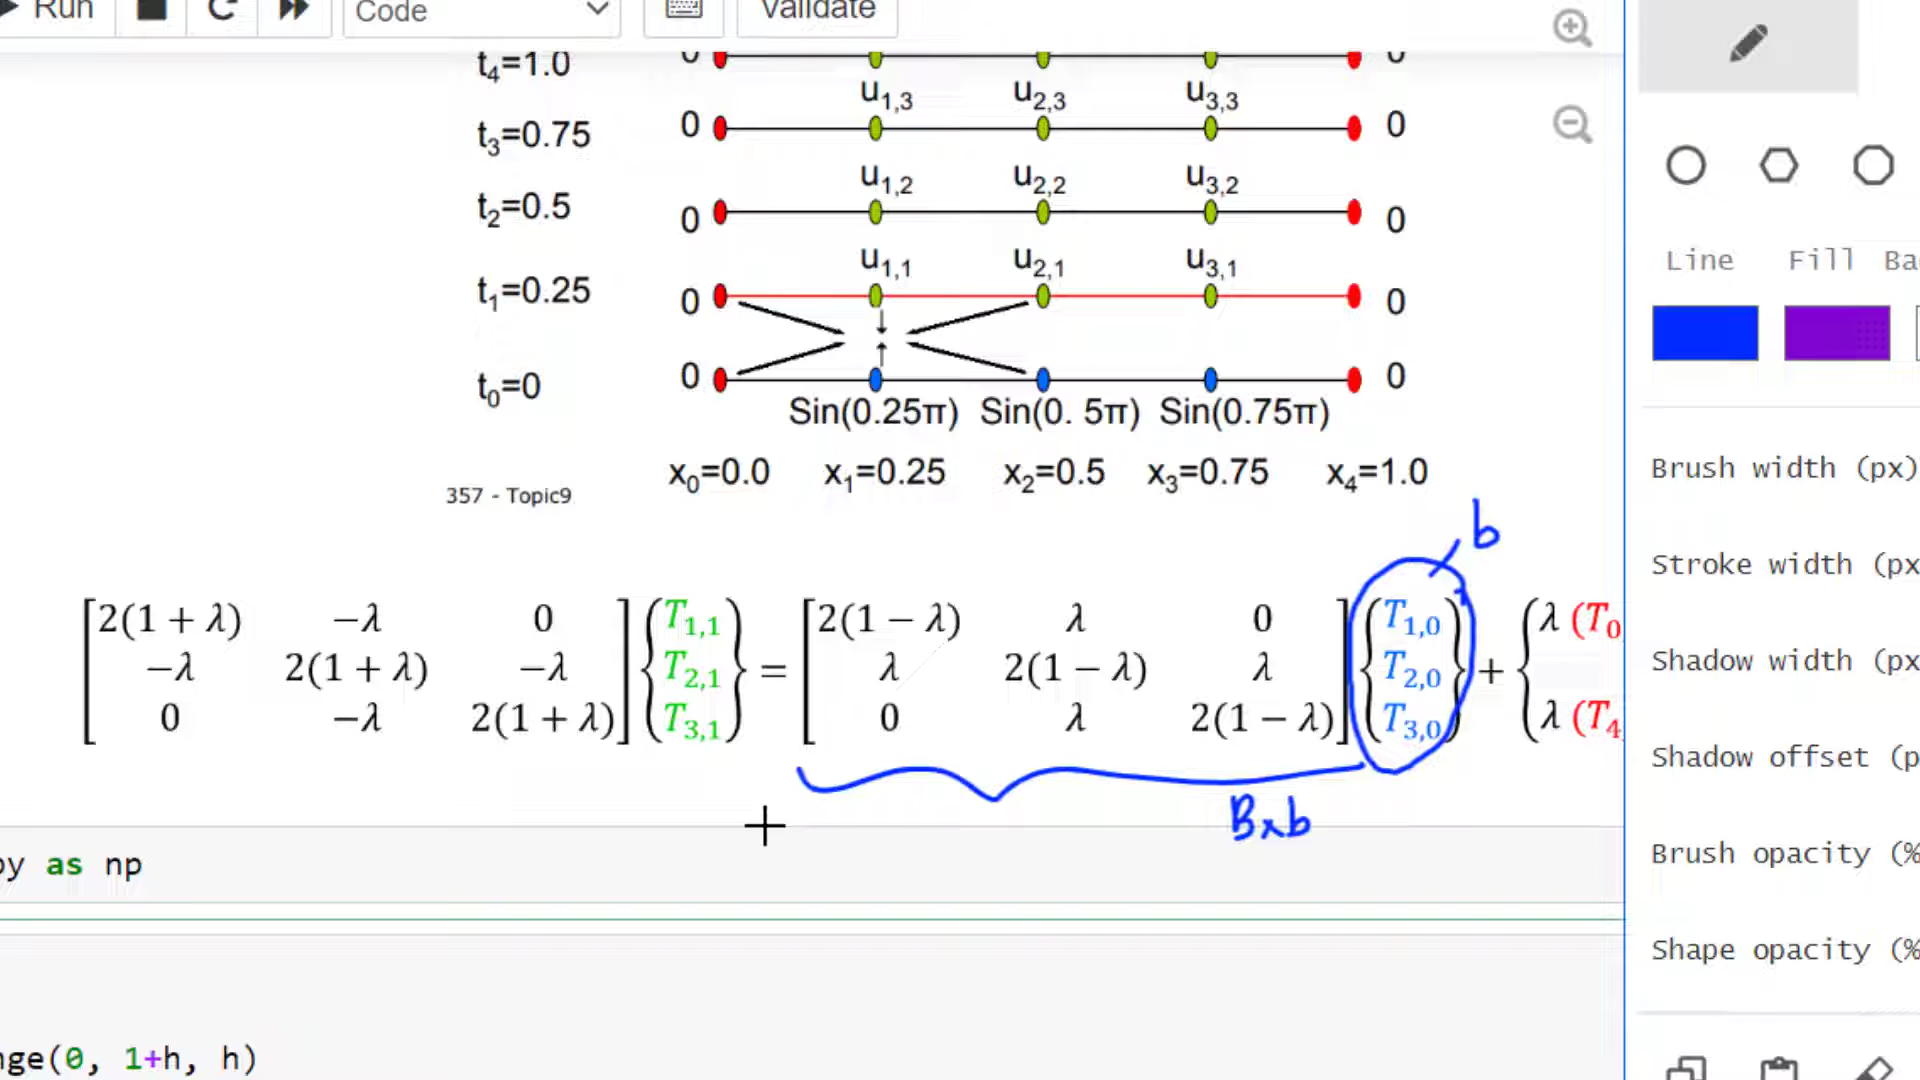 Run Code Validate
t₄=1.0 0 0
u₁,₃ u₂,₃ u₃,₃
t₃=0.75 0 0
u₁,₂ u₂,₂ u₃,₂
t₂=0.5 0 0
u₁,₁ u₂,₁ u₃,₁
t₁=0.25 0 0
t₀=0 0 0
Sin(0.25π) Sin(0. 5π) Sin(0.75π)
x₀=0.0 x₁=0.25 x₂=0.5 x₃=0.75 x₄=1.0
357 - Topic9
b
2(1 + λ) −λ 0 T₁,₁ 2(1 − λ) λ 0 T₁,₀ λ (T₀
−λ 2(1 + λ) −λ T₂,₁ = λ 2(1 − λ) λ T₂,₀ +
0 −λ 2(1 + λ) T₃,₁ 0 λ 2(1 − λ) T₃,₀ λ (T₄
B×b
py as np
nge(0, 1+h, h)
Line Fill Ba
Brush width (px)
Stroke width (px
Shadow width (px
Shadow offset (p
Brush opacity (%
Shape opacity (%